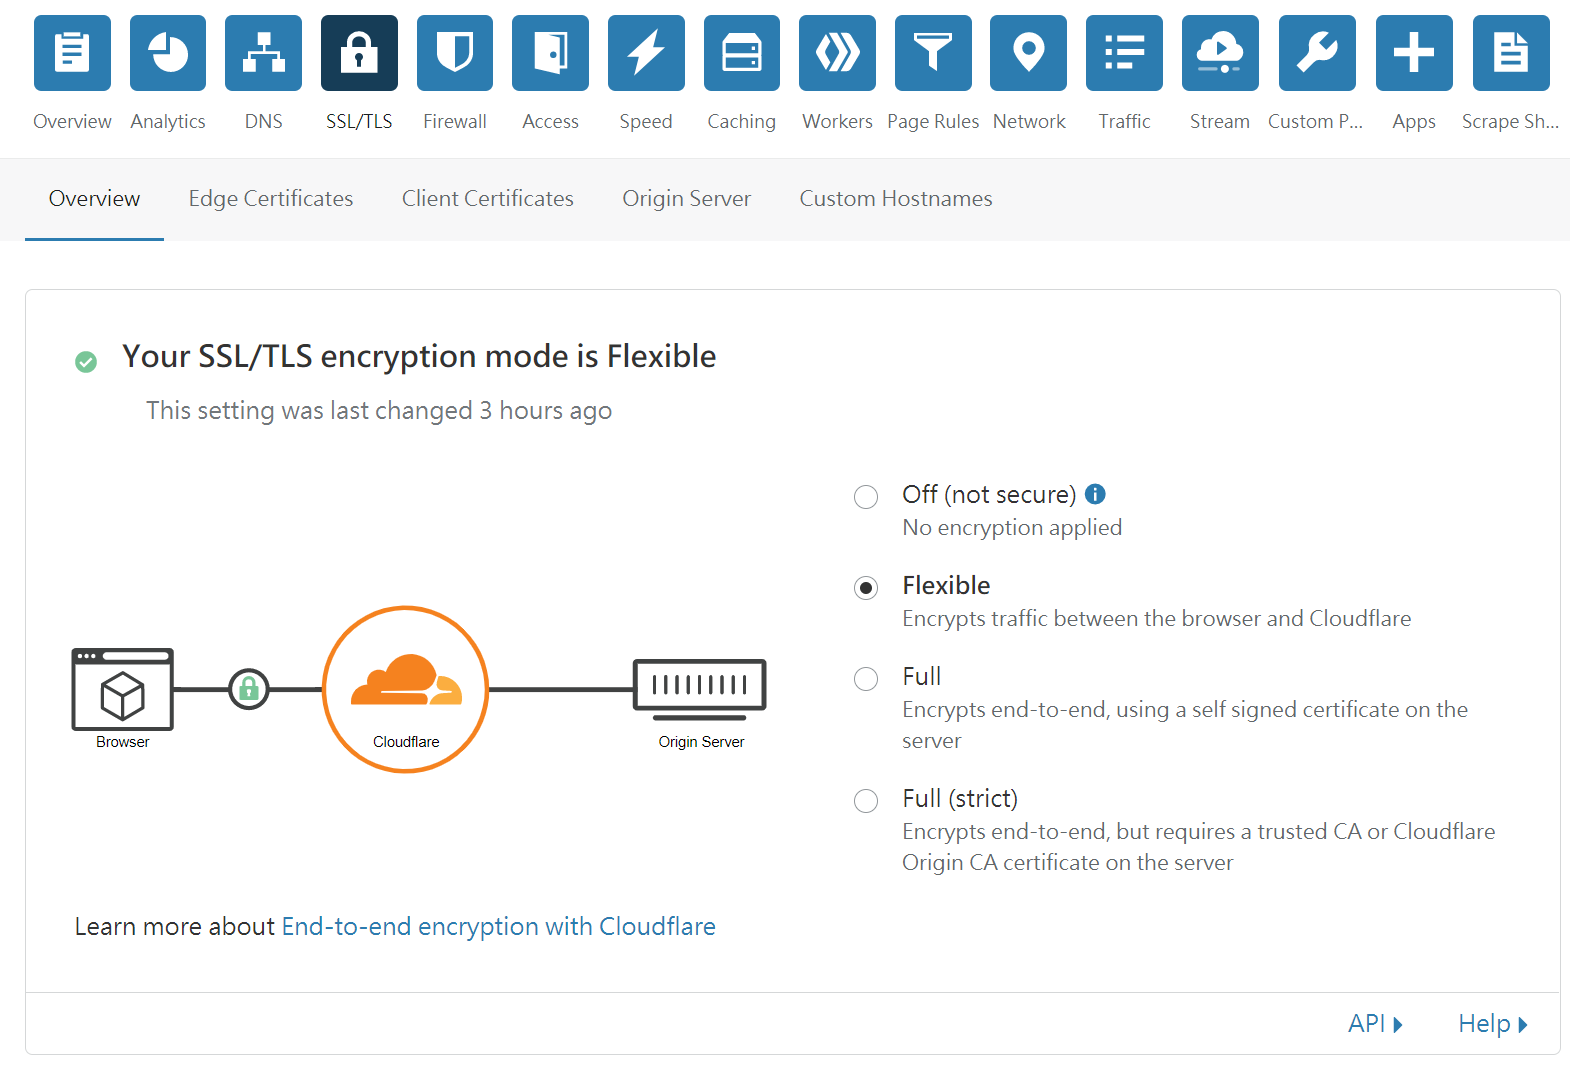 Overview Analytics DNS SSL/TLS Firewall Access Speed Caching Workers Page Rules Network Traffic Stream Custom P... Apps Scrape Sh...
Overview Edge Certificates Client Certificates Origin Server Custom Hostnames
Your SSL/TLS encryption mode is Flexible
This setting was last changed 3 hours ago
Browser
Cloudflare
Origin Server
Off (not secure)
No encryption applied
Flexible
Encrypts traffic between the browser and Cloudflare
Full
Encrypts end-to-end, using a self signed certificate on the
server
Full (strict)
Encrypts end-to-end, but requires a trusted CA or Cloudflare
Origin CA certificate on the server
Learn more about End-to-end encryption with Cloudflare
API Help